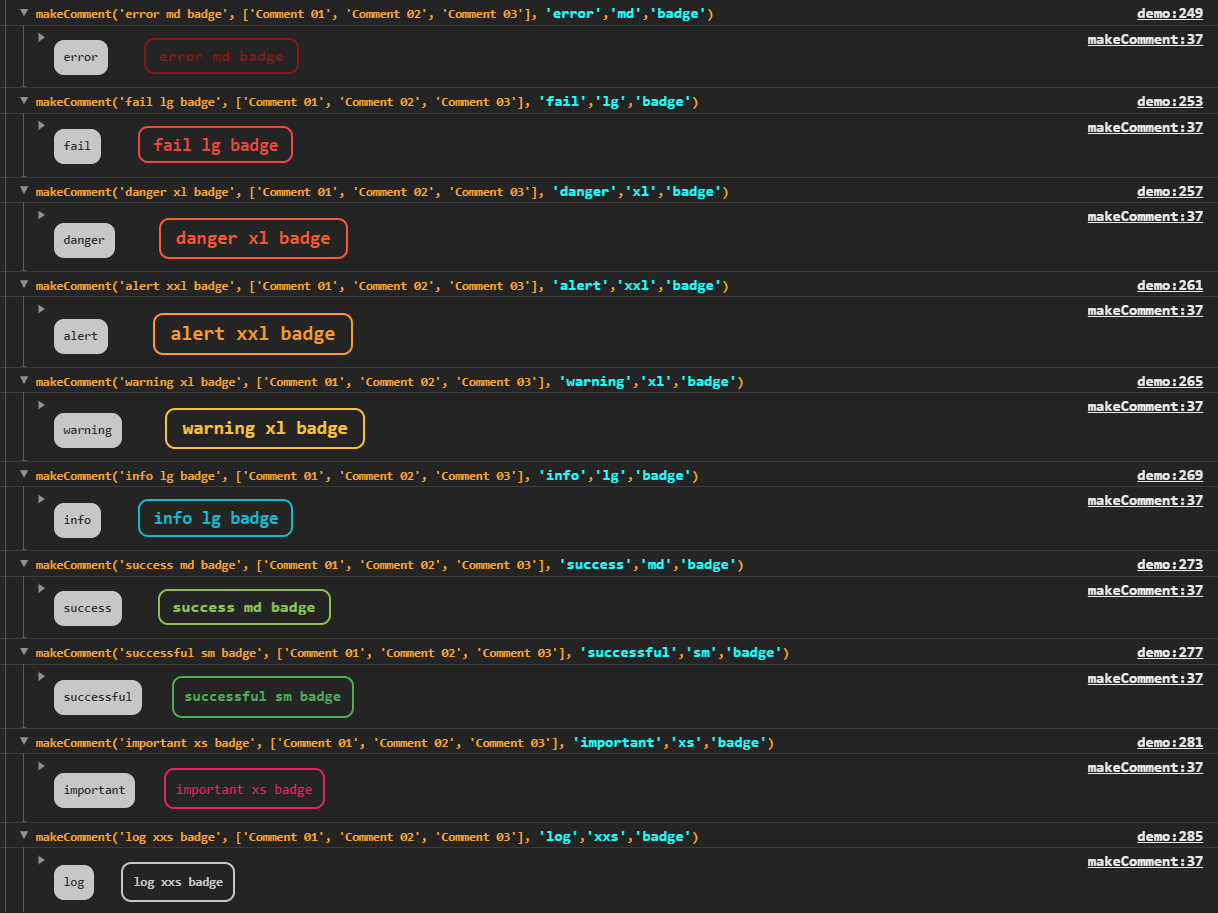 makeComment('error md badge', ['Comment 01', 'Comment 02', 'Comment 03'], 'error','md','badge') demo:249
makeComment:37
error error md badge
makeComment('fail lg badge', ['Comment 01', 'Comment 02', 'Comment 03'], 'fail','lg','badge') demo:253
makeComment:37
fail fail lg badge
makeComment('danger xl badge', ['Comment 01', 'Comment 02', 'Comment 03'], 'danger','xl','badge') demo:257
makeComment:37
danger danger xl badge
makeComment('alert xxl badge', ['Comment 01', 'Comment 02', 'Comment 03'], 'alert','xxl','badge') demo:261
makeComment:37
alert alert xxl badge
makeComment('warning xl badge', ['Comment 01', 'Comment 02', 'Comment 03'], 'warning','xl','badge') demo:265
makeComment:37
warning warning xl badge
makeComment('info lg badge', ['Comment 01', 'Comment 02', 'Comment 03'], 'info','lg','badge') demo:269
makeComment:37
info info lg badge
makeComment('success md badge', ['Comment 01', 'Comment 02', 'Comment 03'], 'success','md','badge') demo:273
makeComment:37
success success md badge
makeComment('successful sm badge', ['Comment 01', 'Comment 02', 'Comment 03'], 'successful','sm','badge') demo:277
makeComment:37
successful successful sm badge
makeComment('important xs badge', ['Comment 01', 'Comment 02', 'Comment 03'], 'important','xs','badge') demo:281
makeComment:37
important important xs badge
makeComment('log xxs badge', ['Comment 01', 'Comment 02', 'Comment 03'], 'log','xxs','badge') demo:285
makeComment:37
log log xxs badge